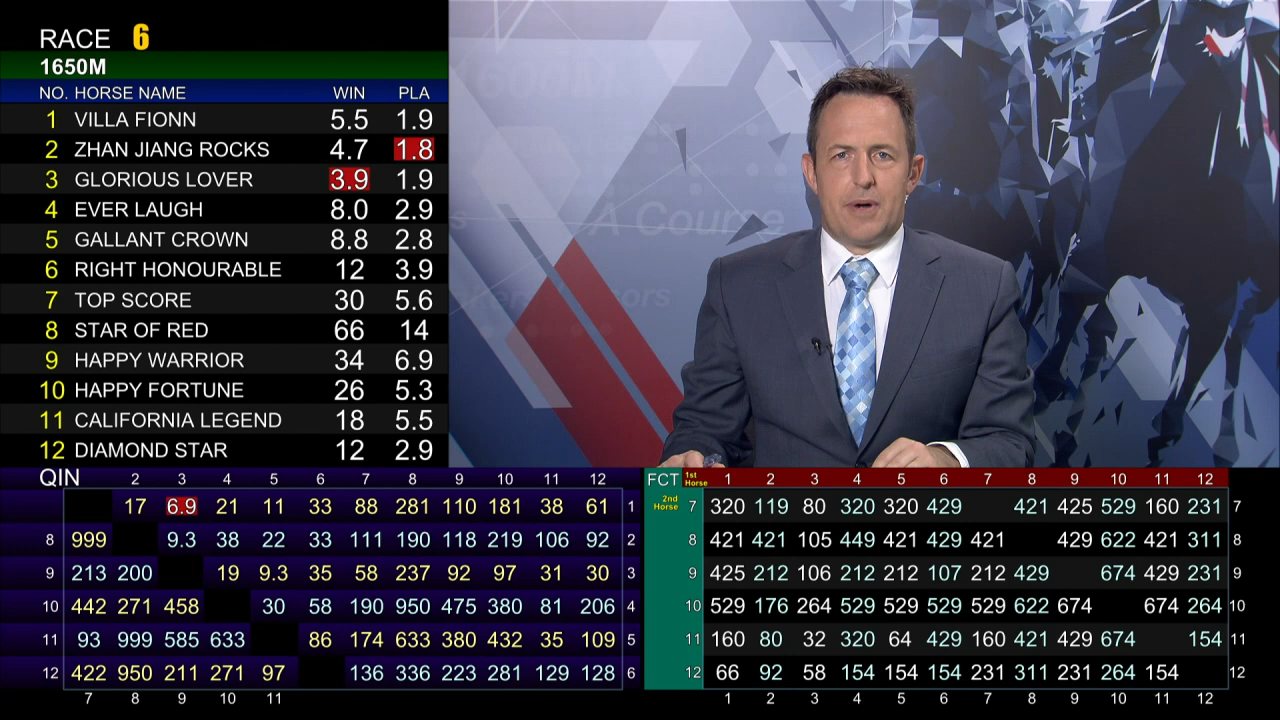 RACE 6
1650M
NO. HORSE NAME WIN PLA
1 VILLA FIONN 5.5 1.9
2 ZHAN JIANG ROCKS 4.7 1.8
3 GLORIOUS LOVER 3.9 1.9
4 EVER LAUGH 8.0 2.9
5 GALLANT CROWN 8.8 2.8
6 RIGHT HONOURABLE 12 3.9
7 TOP SCORE 30 5.6
8 STAR OF RED 66 14
9 HAPPY WARRIOR 34 6.9
10 HAPPY FORTUNE 26 5.3
11 CALIFORNIA LEGEND 18 5.5
12 DIAMOND STAR 12 2.9
A Course
QIN 2 3 4 5 6 7 8 9 10 11 12
17 6.9 21 11 33 88 281 110 181 38 61 1
8 999 9.3 38 22 33 111 190 118 219 106 92 2
9 213 200 19 9.3 35 58 237 92 97 31 30 3
10 442 271 458 30 58 190 950 475 380 81 206 4
11 93 999 585 633 86 174 633 380 432 35 109 5
12 422 950 211 271 97 136 336 223 281 129 128 6
7 8 9 10 11
FCT 1st Horse 1 2 3 4 5 6 7 8 9 10 11 12
2nd Horse 7 320 119 80 320 320 429 421 425 529 160 231 7
8 421 421 105 449 421 429 421 429 622 421 311 8
9 425 212 106 212 212 107 212 429 674 429 231 9
10 529 176 264 529 529 529 529 622 674 674 264 10
11 160 80 32 320 64 429 160 421 429 674 154 11
12 66 92 58 154 154 154 231 311 231 264 154 12
1 2 3 4 5 6 7 8 9 10 11 12